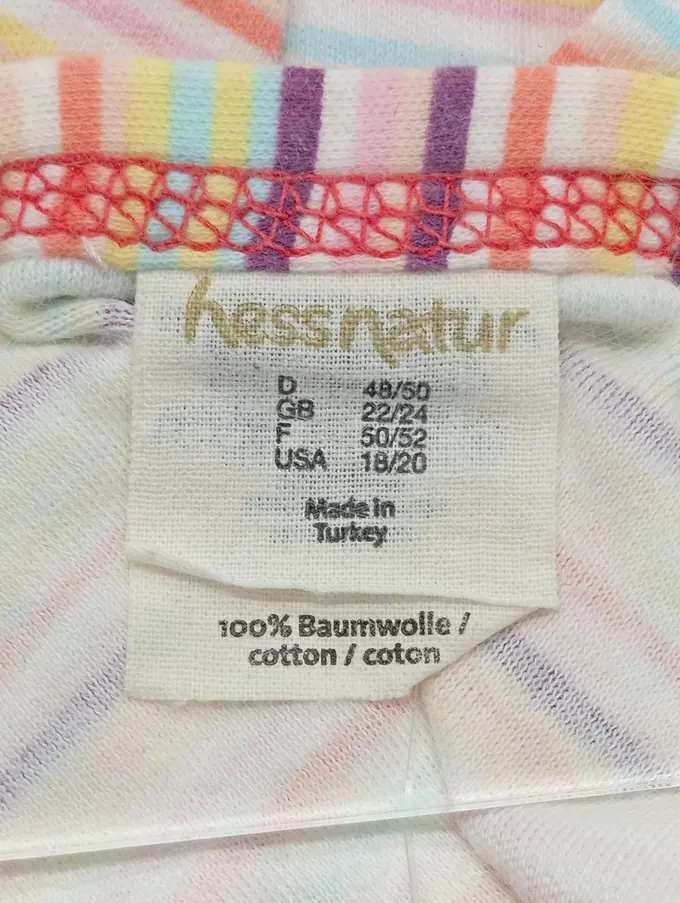 hessnatur
D 48/50
GB 22/24
F 50/52
USA 18/20
Made in
Turkey
100% Baumwolle /
cotton / coton